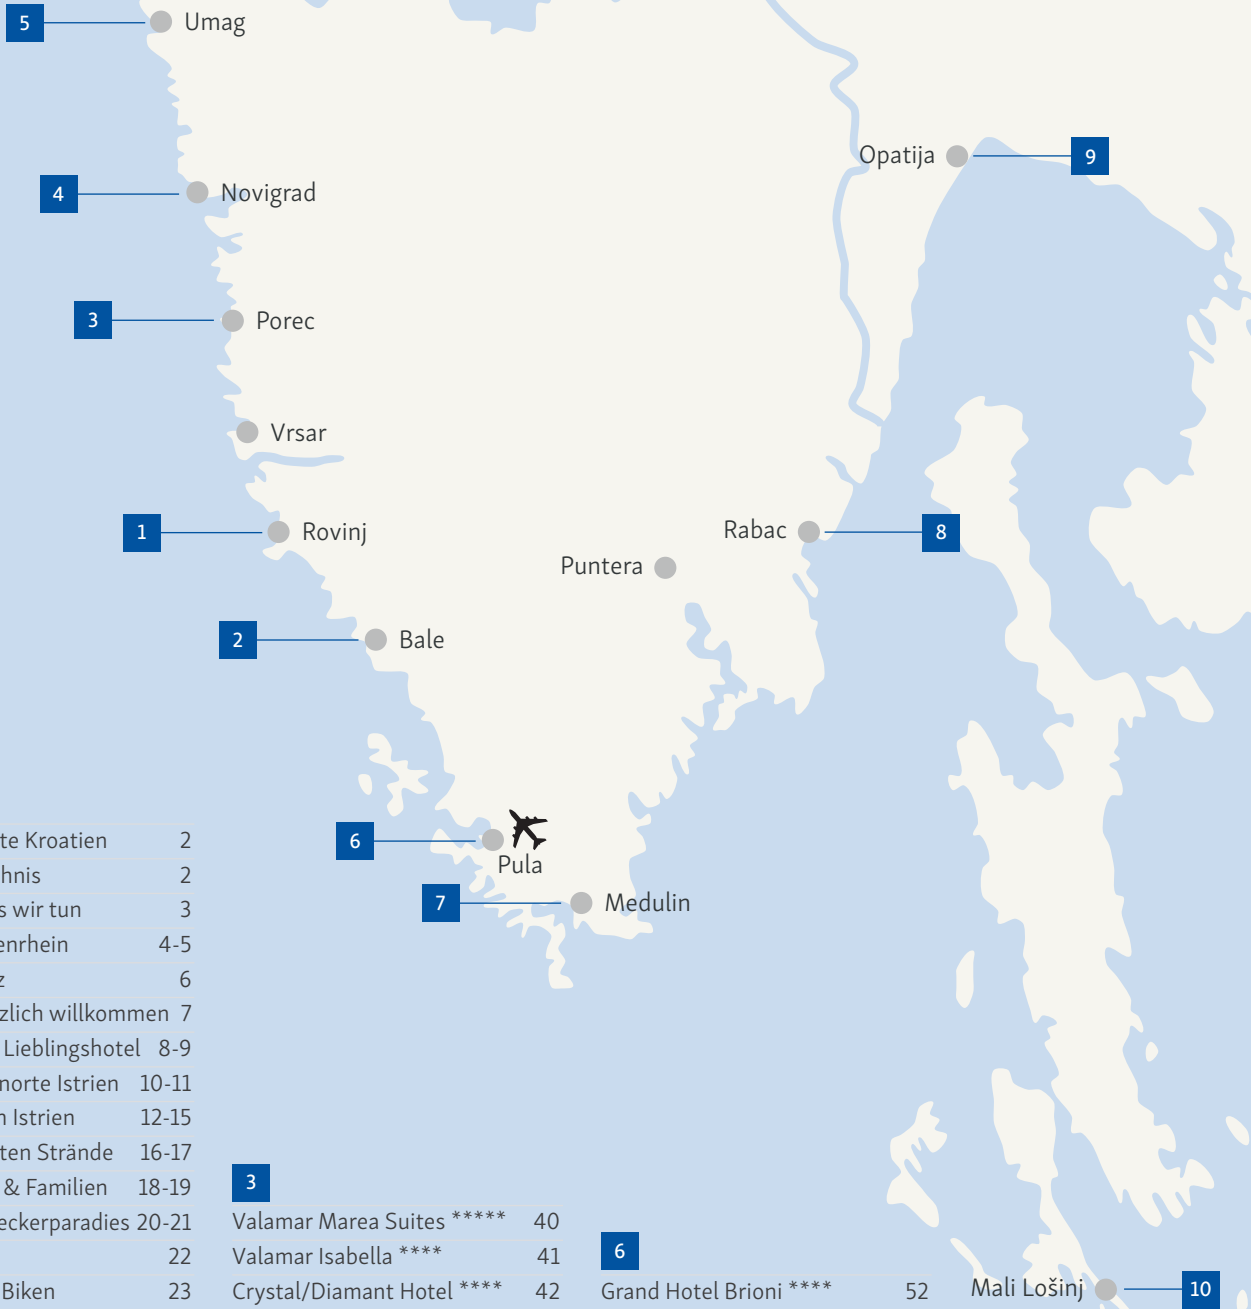 5 Umag
Opatija 9
4 Novigrad
3 Porec
Vrsar
1 Rovinj
Rabac 8
Puntera
2 Bale
6
Pula
7 Medulin
te Kroatien 2
hnis 2
s wir tun 3
enrhein 4-5
z 6
zlich willkommen 7
Lieblingshotel 8-9
norte Istrien 10-11
n Istrien 12-15
ten Strände 16-17
& Familien 18-19
eckerparadies 20-21
22
Biken 23
3
Valamar Marea Suites ***** 40
Valamar Isabella **** 41
Crystal/Diamant Hotel **** 42
6
Grand Hotel Brioni **** 52
Mali Lošinj 10